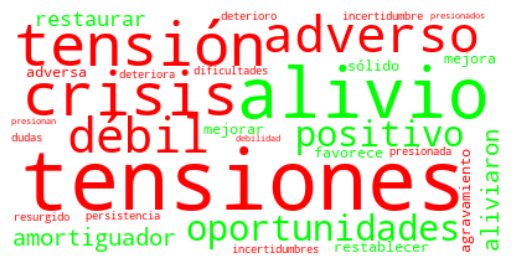 restaurar
deterioro
incertidumbre
presionados
tensión
adverso
adversa
deteriora
dificultades
sólido
mejora
crisis
alivio
presionan
dudas
débil
mejorar
debilidad
positivo
favorece
presionada
tensiones
agravamiento
aliviaron
resurgido
persistencia
oportunidades
amortiguador
incertidumbres
restablecer